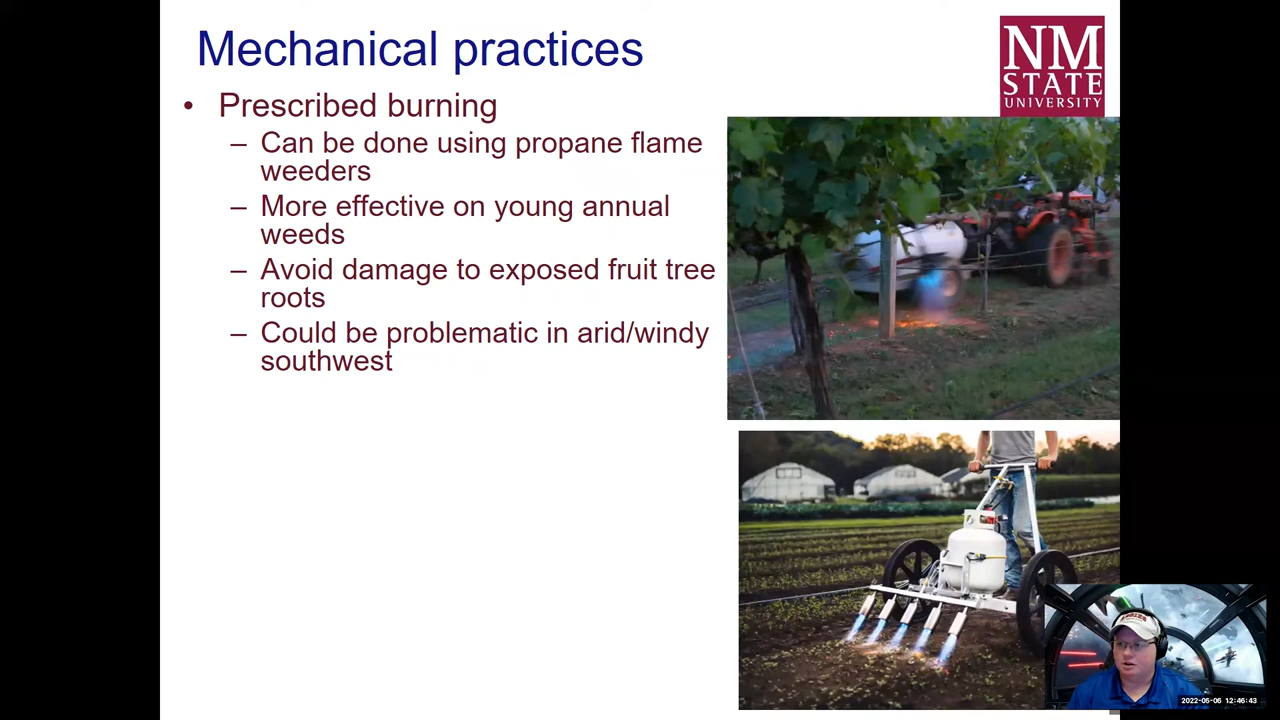 Mechanical practices
NM
STATE
UNIVERSITY
• Prescribed burning
– Can be done using propane flame
weeders
– More effective on young annual
weeds
– Avoid damage to exposed fruit tree
roots
– Could be problematic in arid/windy
southwest
2022-05-06 12:46:43